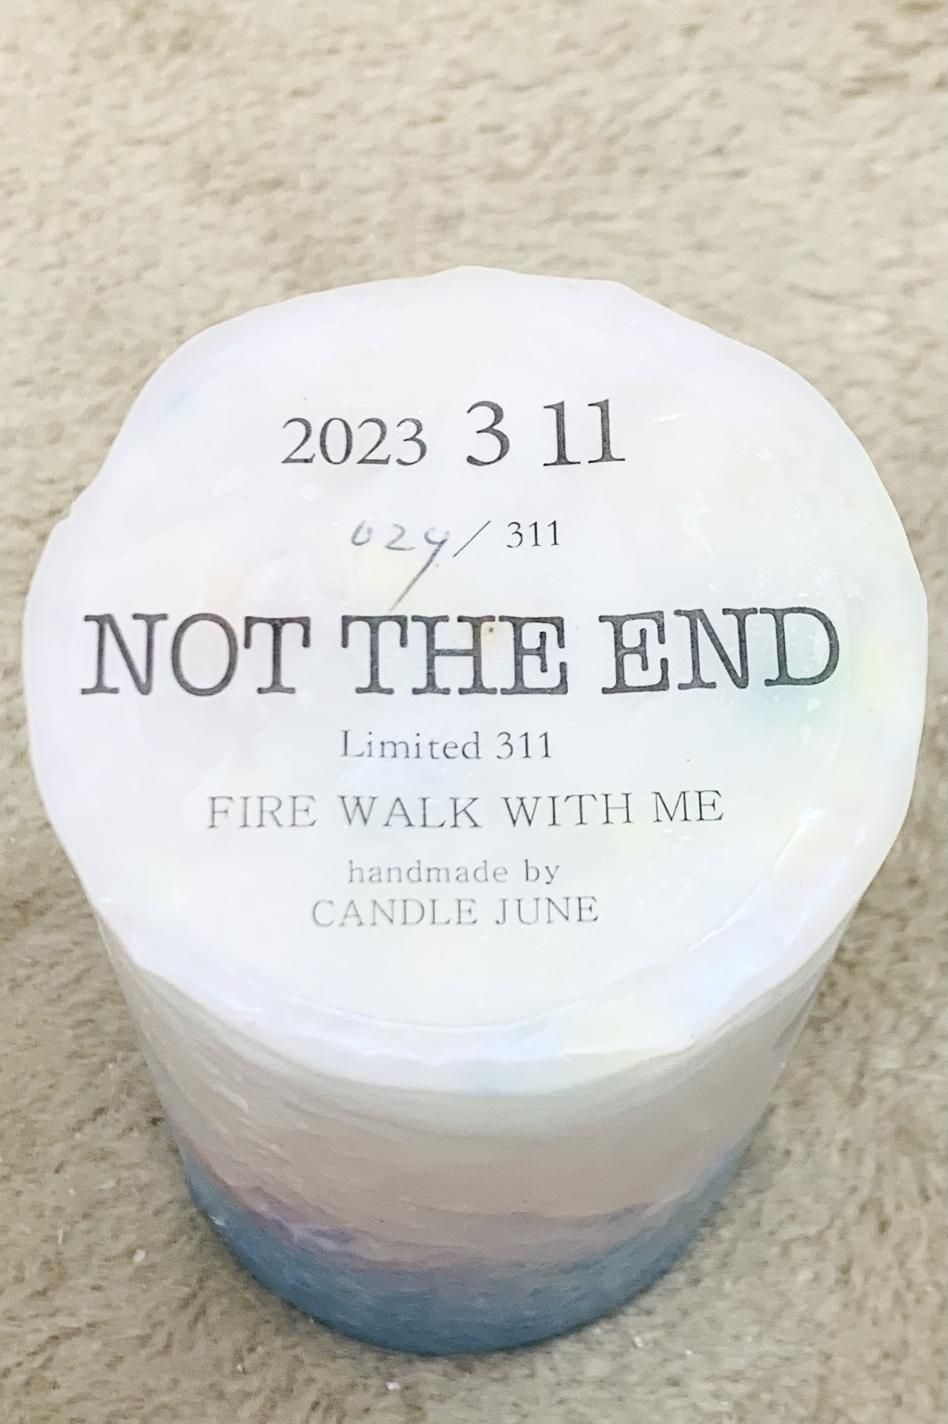 2023 3 11
024/ 311
NOT THE END
Limited 311
FIRE WALK WITH ME
handmade by
CANDLE JUNE